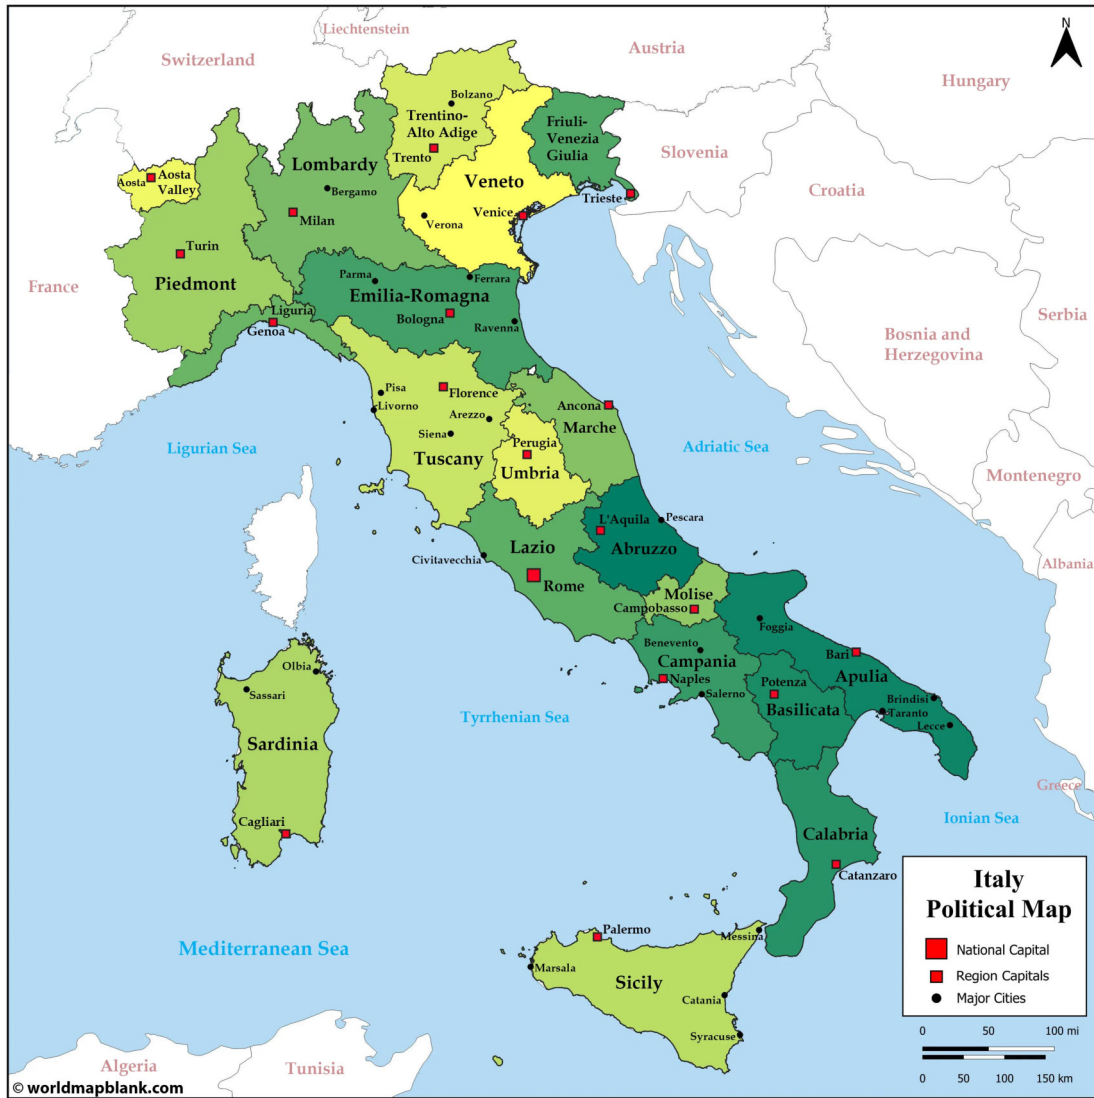 Liechtenstein
Switzerland
Austria
N
Hungary
Bolzano
Trentino-
Alto Adige
Trento
Friuli-
Venezia
Giulia
Slovenia
Lombardy
Aosta
Aosta
Valley
Bergamo
Veneto
Croatia
Trieste
Milan
Verona
Venice
Turin
Piedmont
France
Parma
Ferrara
Emilia-Romagna
Liguria
Bologna
Ravenna
Genoa
Serbia
Bosnia and
Herzegovina
Pisa
Florence
Livorno
Arezzo
Ancona
Marche
Siena
Perugia
Tuscany
Umbria
Ligurian Sea
Adriatic Sea
Montenegro
L'Aquila
Pescara
Lazio
Abruzzo
Civitavecchia
Albania
Rome
Molise
Campobasso
Foggia
Benevento
Campania
Bari
Olbia
Naples
Potenza
Apulia
Sassari
Salerno
Basilicata
Brindisi
Taranto
Lecce
Tyrrhenian Sea
Sardinia
Greece
Cagliari
Calabria
Ionian Sea
Catanzaro
Italy
Political Map
National Capital
Region Capitals
Major Cities
Mediterranean Sea
Palermo
Messina
Marsala
Sicily
Catania
Syracuse
0 50 100 mi
0 50 100 150 km
Algeria
Tunisia
© worldmapblank.com